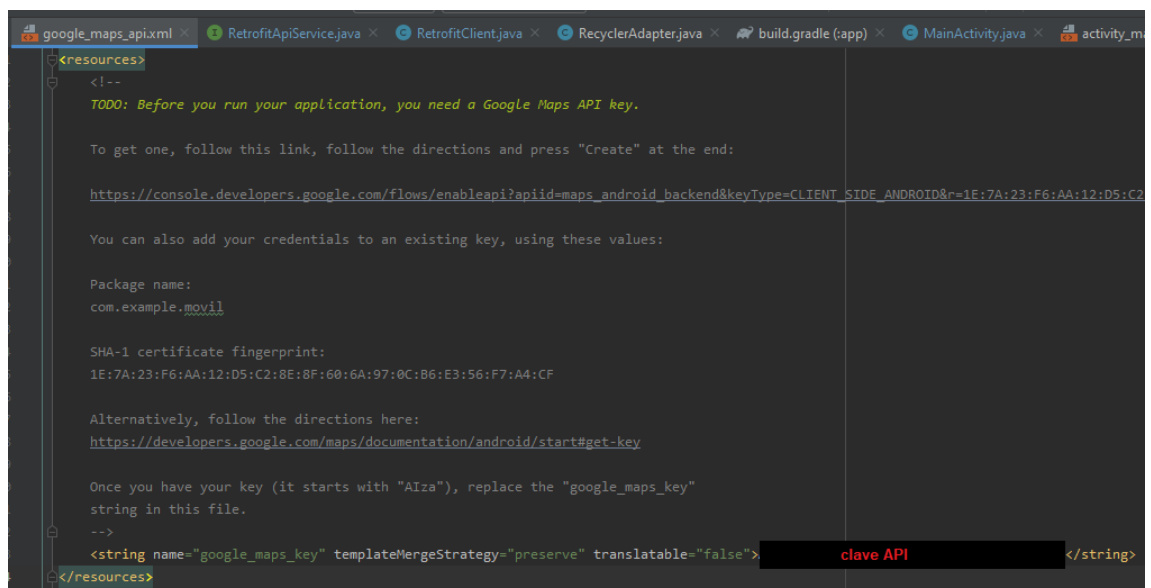 google_maps_api.xml RetrofitApiService.java RetrofitClient.java RecyclerAdapter.java build.gradle (:app) MainActivity.java activity_ma
<resources>
<!--
TODO: Before you run your application, you need a Google Maps API key.
To get one, follow this link, follow the directions and press "Create" at the end:
https://console.developers.google.com/flows/enableapi?apiid=maps_android_backend&keyType=CLIENT_SIDE_ANDROID&r=1E:7A:23:F6:AA:12:D5:C2
You can also add your credentials to an existing key, using these values:
Package name:
com.example.movil
SHA-1 certificate fingerprint:
1E:7A:23:F6:AA:12:D5:C2:8E:8F:60:6A:97:0C:B6:E3:56:F7:A4:CF
Alternatively, follow the directions here:
https://developers.google.com/maps/documentation/android/start#get-key
Once you have your key (it starts with "AIza"), replace the "google_maps_key"
string in this file.
-->
<string name="google_maps_key" templateMergeStrategy="preserve" translatable="false">clave API</string>
</resources>